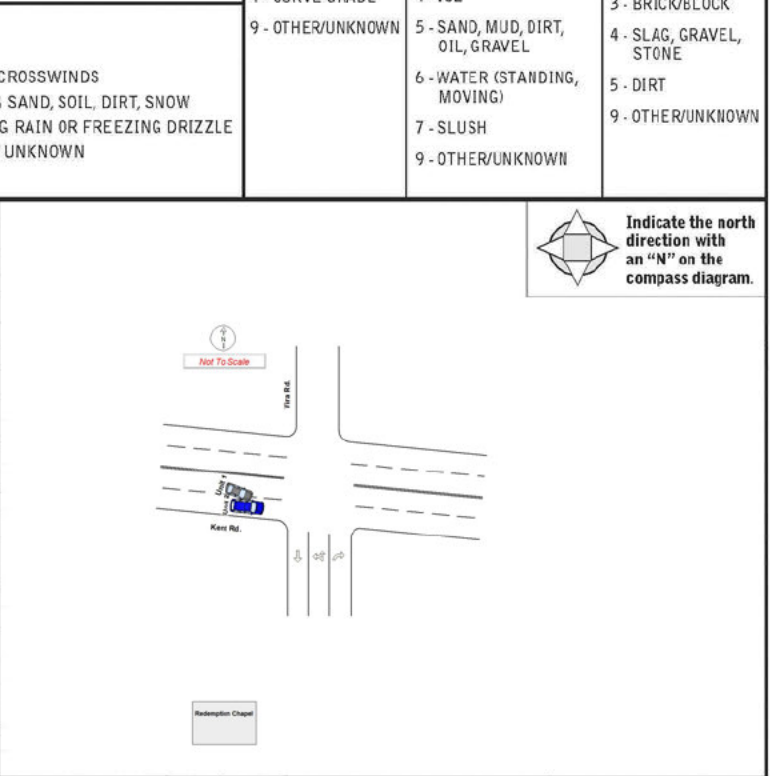 9 - OTHER/UNKNOWN
5 - SAND, MUD, DIRT,
OIL, GRAVEL
6 - WATER (STANDING,
MOVING)
7 - SLUSH
9 - OTHER/UNKNOWN
3 - BRICK/BLOCK
4 - SLAG, GRAVEL,
STONE
5 - DIRT
9 - OTHER/UNKNOWN
CROSSWINDS
SAND, SOIL, DIRT, SNOW
G RAIN OR FREEZING DRIZZLE
UNKNOWN
Indicate the north
direction with
an "N" on the
compass diagram.
N
Not To Scale
Yira Rd.
Unit 1
Kent Rd.
Redemption Chapel